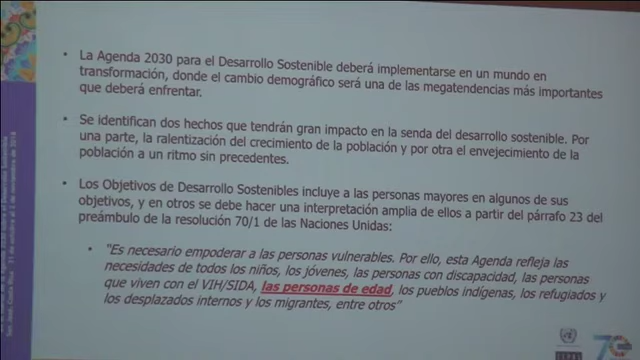 • La Agenda 2030 para el Desarrollo Sostenible deberá implementarse en un mundo en
transformación, donde el cambio demográfico será una de las megatendencias más importantes
que deberá enfrentar.
• Se identifican dos hechos que tendrán gran impacto en la senda del desarrollo sostenible. Por
una parte, la ralentización del crecimiento de la población y por otra el envejecimiento de la
población a un ritmo sin precedentes.
• Los Objetivos de Desarrollo Sostenibles incluye a las personas mayores en algunos de sus
objetivos, y en otros se debe hacer una interpretación amplia de ellos a partir del párrafo 23 del
preámbulo de la resolución 70/1 de las Naciones Unidas:
• "Es necesario empoderar a las personas vulnerables. Por ello, esta Agenda refleja las
necesidades de todos los niños, los jóvenes, las personas con discapacidad, las personas
que viven con el VIH/SIDA, las personas de edad, los pueblos indígenas, los refugiados y
los desplazados internos y los migrantes, entre otros"